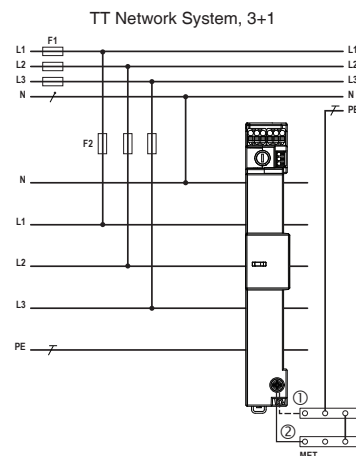 TT Network System, 3+1
F1
L1 L1
L2 L2
L3 L3
N N
PE
F2
N
L1
L2
L3
PE
①
②
MET